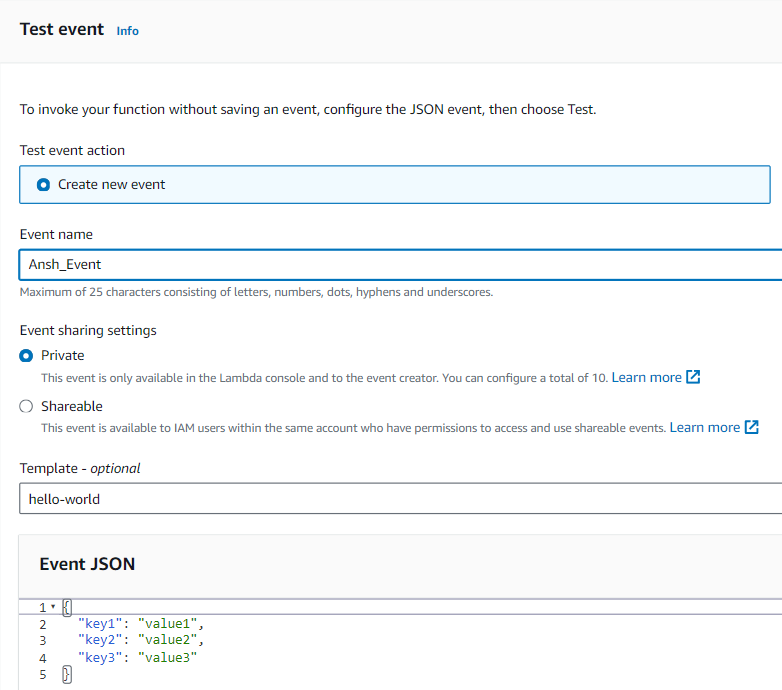 Test event Info
To invoke your function without saving an event, configure the JSON event, then choose Test.
Test event action
Create new event
Event name
Ansh_Event
Maximum of 25 characters consisting of letters, numbers, dots, hyphens and underscores.
Event sharing settings
Private
This event is only available in the Lambda console and to the event creator. You can configure a total of 10. Learn more
Shareable
This event is available to IAM users within the same account who have permissions to access and use shareable events. Learn more
Template - optional
hello-world
Event JSON
1 {
2 "key1": "value1",
3 "key2": "value2",
4 "key3": "value3"
5 }